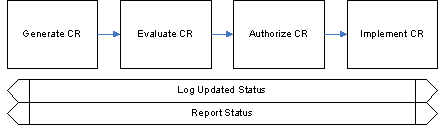 Generate CR
Evaluate CR
Authorize CR
Implement CR
Log Updated Status
Report Status